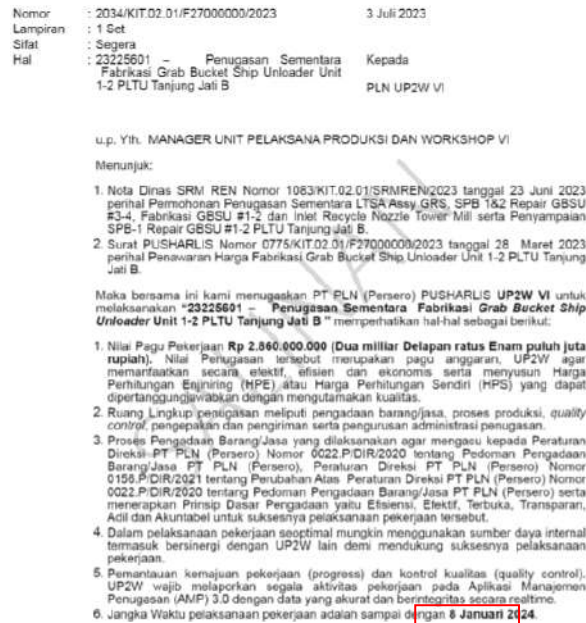 Nomor : 2034/KIT.02.01/F27000000/2023 3 Juli 2023
Lampiran : 1 Set
Sifat : Segera
Hal : 23225601 – Penugasan Sementara Kepada
Fabrikasi Grab Bucket Ship Unloader Unit
1-2 PLTU Tanjung Jati B PLN UP2W VI
u.p. Yth. MANAGER UNIT PELAKSANA PRODUKSI DAN WORKSHOP VI
Menunjuk:
1. Nota Dinas SRM REN Nomor 1083/KIT.02.01/SRMREN/2023 tanggal 23 Juni 2023
perihal Permohonan Penugasan Sementara LTSA Assy GRS, SPB 1&2 Repair GBSU
#3-4, Fabrikasi GBSU #1-2 dan Inlet Recycle Nozzle Tower Mill serta Penyampaian
SPB-1 Repair GBSU #1-2 PLTU Tanjung Jati B.
2. Surat PUSHARLIS Nomor 0775/KIT.02.01/F27000000/2023 tanggal 28 Maret 2023
perihal Penawaran Harga Fabrikasi Grab Bucket Ship Unloader Unit 1-2 PLTU Tanjung
Jati B.
Maka bersama ini kami menugaskan PT PLN (Persero) PUSHARLIS UP2W VI untuk
melaksanakan "23225601 – Penugasan Sementara Fabrikasi Grab Bucket Ship
Unloader Unit 1-2 PLTU Tanjung Jati B " memperhatikan hal-hal sebagai berikut:
1. Nilai Pagu Pekerjaan Rp 2.860.000.000 (Dua milliar Delapan ratus Enam puluh juta
rupiah). Nilai Penugasan tersebut merupakan pagu anggaran, UP2W agar
memanfaatkan secara efektif, efisien dan ekonomis serta menyusun Harga
Perhitungan Enjiniring (HPE) atau Harga Perhitungan Sendiri (HPS) yang dapat
dipertanggungjawabkan dengan mengutamakan kualitas.
2. Ruang Lingkup penugasan meliputi pengadaan barang/jasa, proses produksi, quality
control, pengepakan dan pengiriman serta pengurusan administrasi penugasan.
3. Proses Pengadaan Barang/Jasa yang dilaksanakan agar mengacu kepada Peraturan
Direksi PT PLN (Persero) Nomor 0022.P/DIR/2020 tentang Pedoman Pengadaan
Barang/Jasa PT PLN (Persero), Peraturan Direksi PT PLN (Persero) Nomor
0156.P/DIR/2021 tentang Perubahan Atas Peraturan Direksi PT PLN (Persero) Nomor
0022.P/DIR/2020 tentang Pedoman Pengadaan Barang/Jasa PT PLN (Persero) serta
menerapkan Prinsip Dasar Pengadaan yaitu Efisiensi, Efektif, Terbuka, Transparan,
Adil dan Akuntabel untuk suksesnya pelaksanaan pekerjaan tersebut.
4. Dalam pelaksanaan pekerjaan seoptimal mungkin menggunakan sumber daya internal
termasuk bersinergi dengan UP2W lain demi mendukung suksesnya pelaksanaan
pekerjaan.
5. Pemantauan kemajuan pekerjaan (progress) dan kontrol kualitas (quality control).
UP2W wajib melaporkan segala aktivitas pekerjaan pada Aplikasi Manajemen
Penugasan (AMP) 3.0 dengan data yang akurat dan berintegritas secara realtime.
6. Jangka Waktu pelaksanaan pekerjaan adalah sampai dengan 8 Januari 2024.